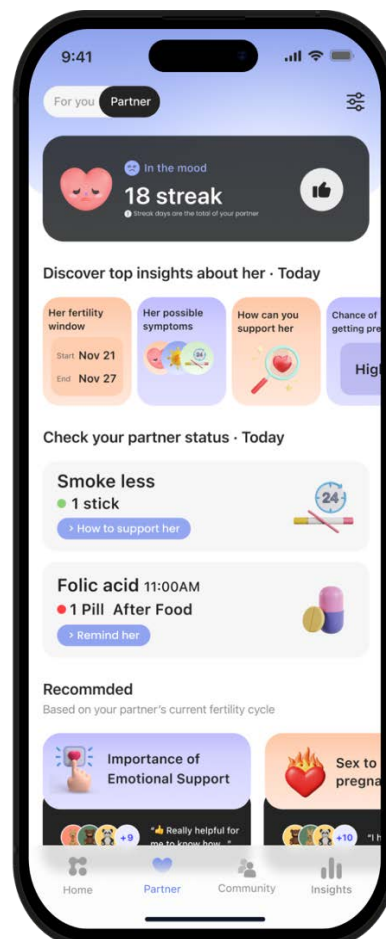 9:41
For you Partner
In the mood
18 streak
Streak days are the total of your partner
Discover top insights about her · Today
Her fertility
window
Start Nov 21
End Nov 27
Her possible
symptoms
24
How can you
support her
Chance of
getting pre
Higl
Check your partner status · Today
Smoke less
1 stick
> How to support her
24
Folic acid 11:00AM
1 Pill After Food
> Remind her
Recommded
Based on your partner's current fertility cycle
Importance of
Emotional Support
Sex to
pregna
+9
"👍 Really helpful for
me to know how..."
+10
"I h
Home
Partner
Community
Insights